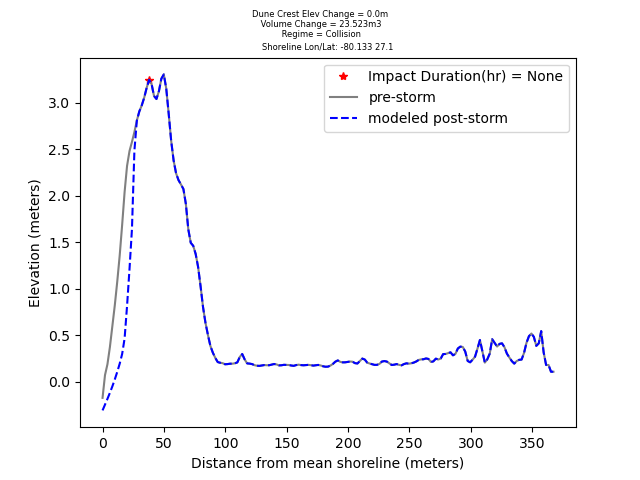 Dune Crest Elev Change = 0.0m
Volume Change = 23.523m3
Regime = Collision
Shoreline Lon/Lat: -80.133 27.1
Impact Duration(hr) = None
pre-storm
modeled post-storm
Elevation (meters)
3.0
2.5
2.0
1.5
1.0
0.5
0.0
0 50 100 150 200 250 300 350
Distance from mean shoreline (meters)